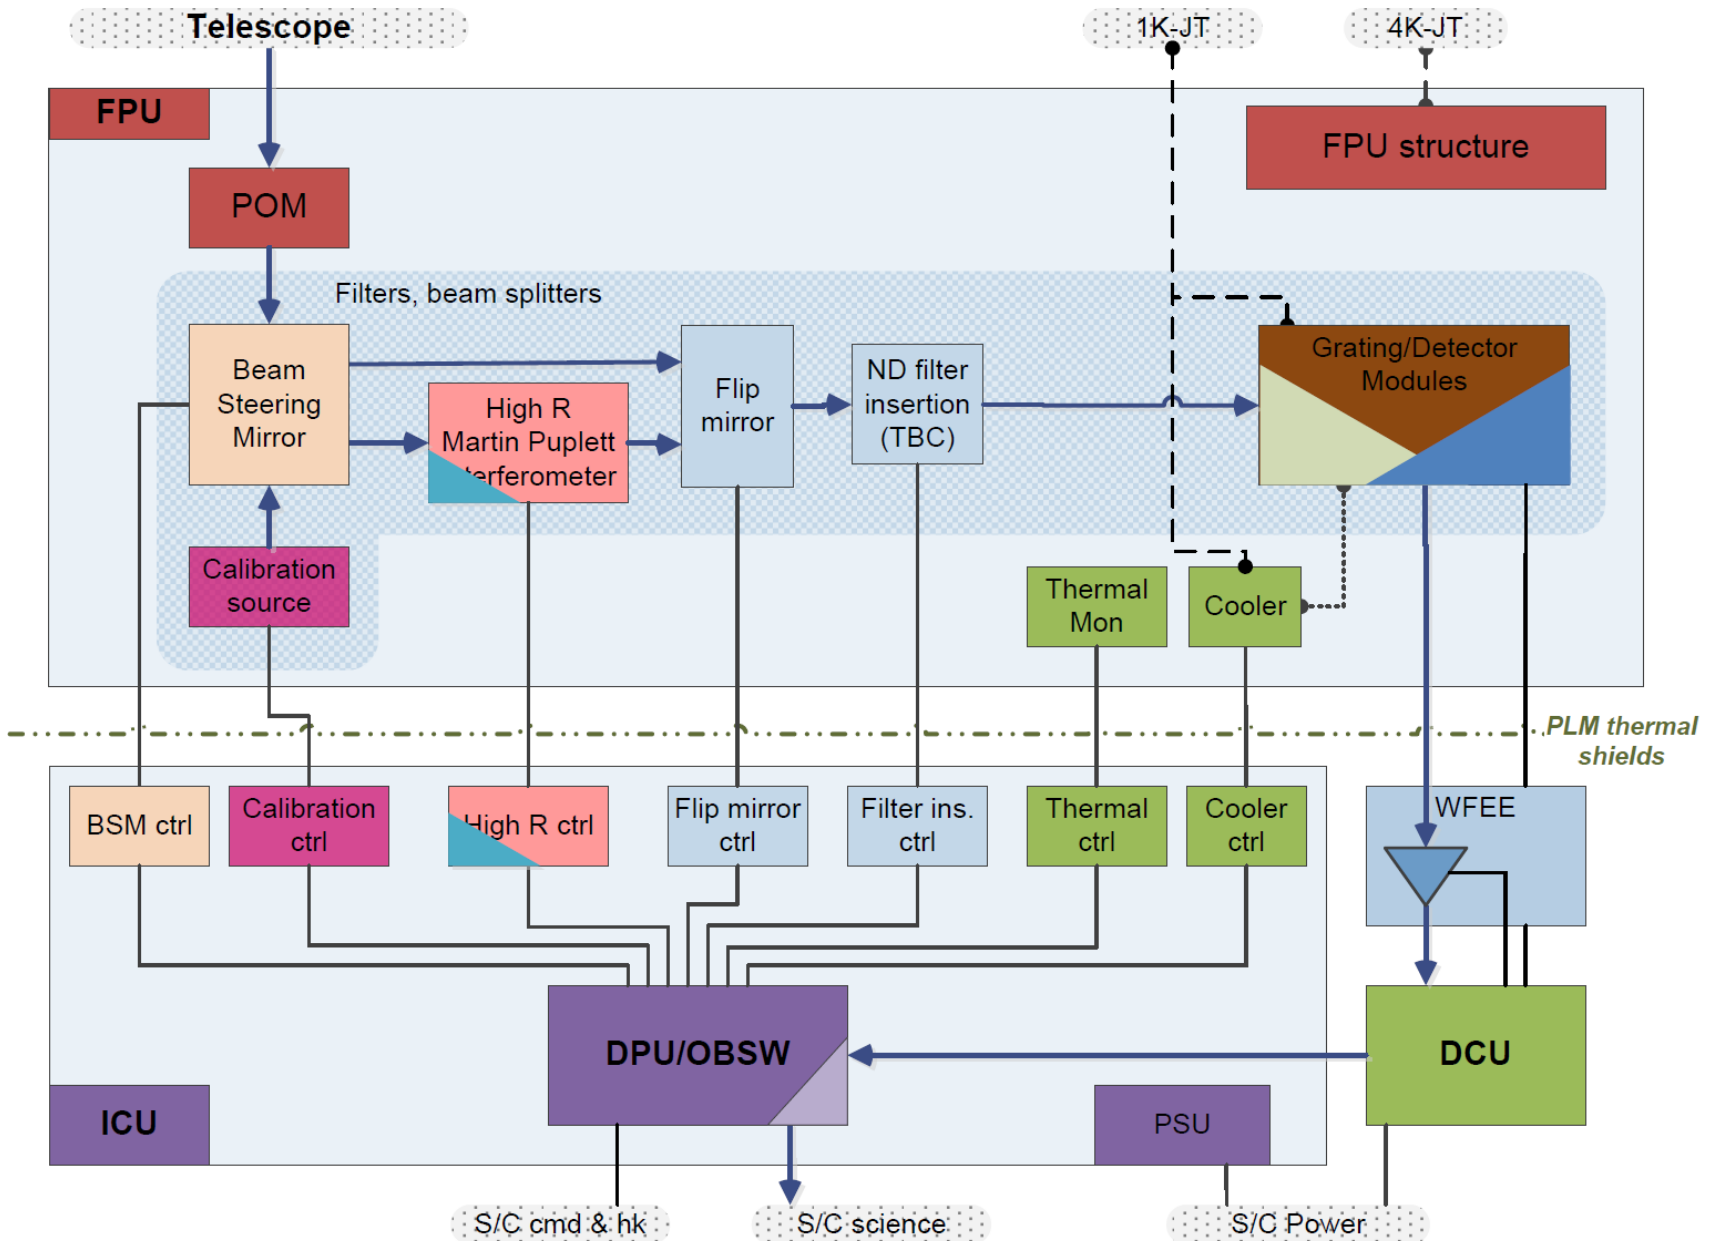 Telescope
1K-JT
4K-JT
FPU
FPU structure
POM
Filters, beam splitters
Beam
Steering
Mirror
High R
Martin Puplett
terferometer
Flip
mirror
ND filter
insertion
(TBC)
Grating/Detector
Modules
Calibration
source
Thermal
Mon
Cooler
PLM thermal
shields
BSM ctrl
Calibration
ctrl
High R ctrl
Flip mirror
ctrl
Filter ins.
ctrl
Thermal
ctrl
Cooler
ctrl
WFEE
DPU/OBSW
DCU
ICU
PSU
S/C cmd & hk
S/C science
S/C Power